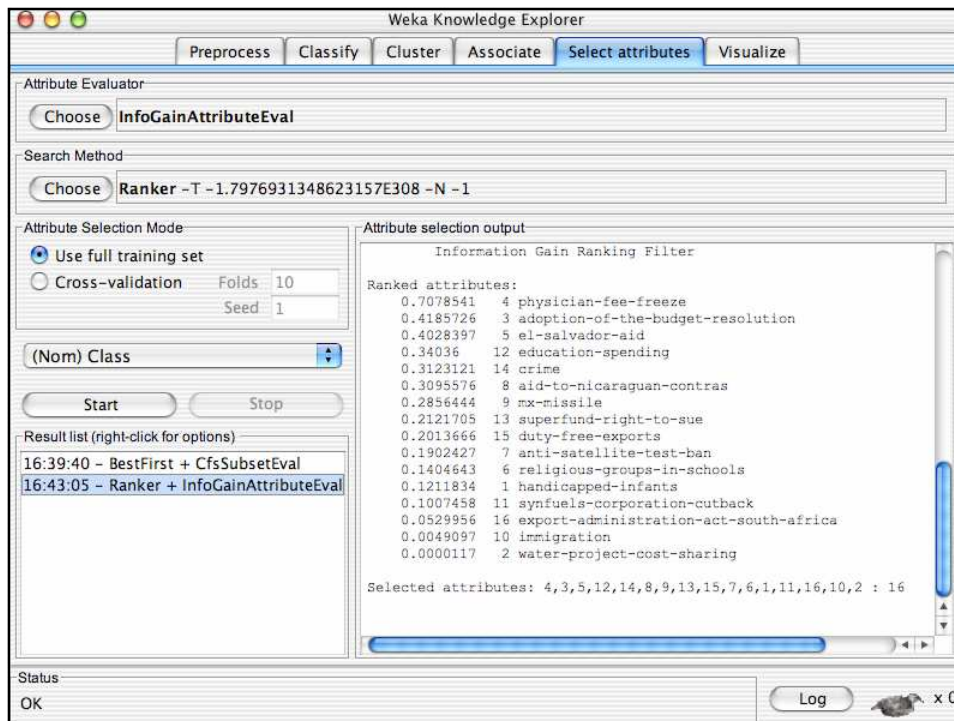 Weka Knowledge Explorer
Preprocess Classify Cluster Associate Select attributes Visualize
Attribute Evaluator
Choose InfoGainAttributeEval
Search Method
Choose Ranker -T -1.7976931348623157E308 -N -1
Attribute Selection Mode
Use full training set
Cross-validation Folds 10
Seed 1
(Nom) Class
Start Stop
Result list (right-click for options)
16:39:40 - BestFirst + CfsSubsetEval
16:43:05 - Ranker + InfoGainAttributeEval
Attribute selection output
Information Gain Ranking Filter
Ranked attributes:
0.7078541 4 physician-fee-freeze
0.4185726 3 adoption-of-the-budget-resolution
0.4028397 5 el-salvador-aid
0.34036 12 education-spending
0.3123121 14 crime
0.3095576 8 aid-to-nicaraguan-contras
0.2856444 9 mx-missile
0.2121705 13 superfund-right-to-sue
0.2013666 15 duty-free-exports
0.1902427 7 anti-satellite-test-ban
0.1404643 6 religious-groups-in-schools
0.1211834 1 handicapped-infants
0.1007458 11 synfuels-corporation-cutback
0.0529956 16 export-administration-act-south-africa
0.0049097 10 immigration
0.0000117 2 water-project-cost-sharing
Selected attributes: 4,3,5,12,14,8,9,13,15,7,6,1,11,16,10,2 : 16
Status
OK
Log x 0